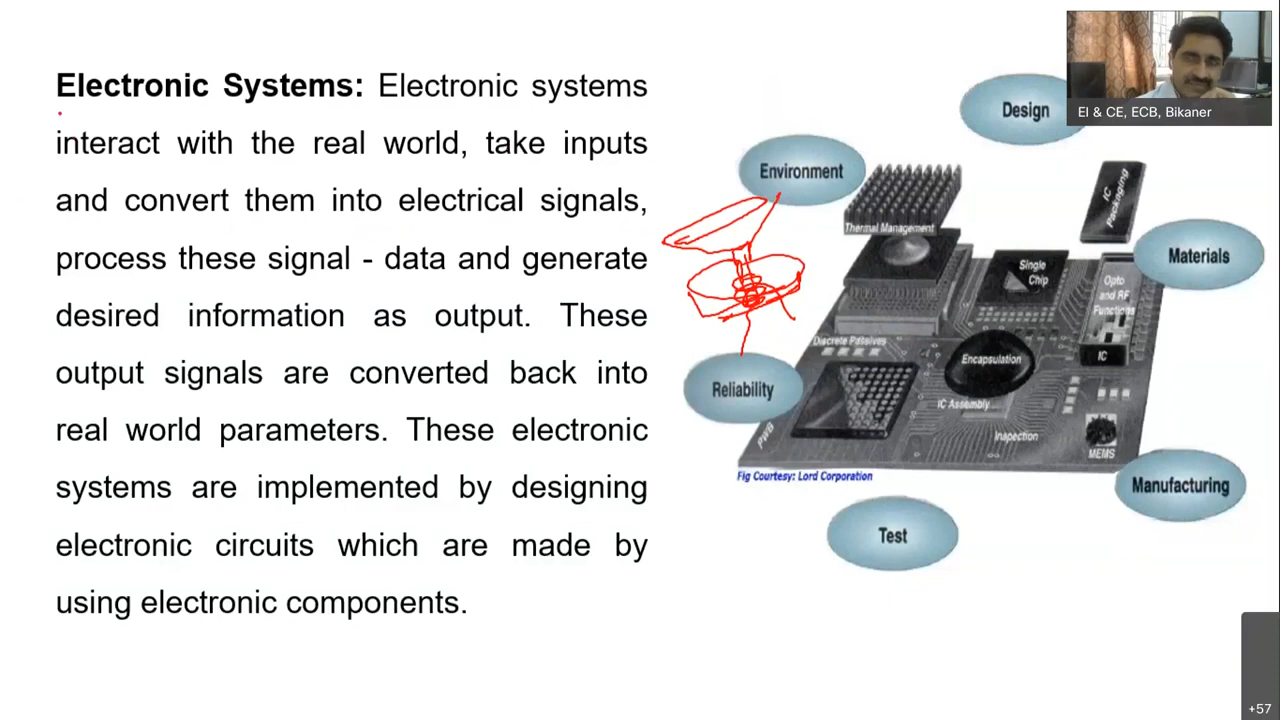 Electronic Systems: Electronic systems
interact with the real world, take inputs
and convert them into electrical signals,
process these signal - data and generate
desired information as output. These
output signals are converted back into
real world parameters. These electronic
systems are implemented by designing
electronic circuits which are made by
using electronic components.
Design
EI & CE, ECB, Bikaner
Environment
IC Packaging
Thermal Management
Materials
Single
Chip
Opto
and RF
Functions
Discrete Passives
IC
Encapsulation
Reliability
IC Assembly
PWB
Inspection
MEMS
Fig Courtesy: Lord Corporation
Manufacturing
Test
+57